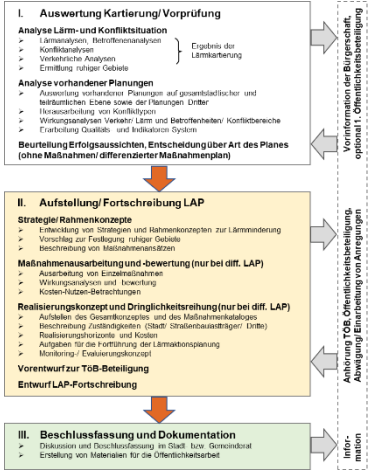 I. Auswertung Kartierung/ Vorprüfung
Analyse Lärm- und Konfliktsituation
➢ Lärmanalysen, Betroffenenanalysen
➢ Konfliktanalysen
➢ Verkehrliche Analysen
➢ Ermittlung ruhiger Gebiete
Ergebnis der
Lärmkartierung
Analyse vorhandener Planungen
➢ Auswertung vorhandener Planungen auf gesamtstädtischer und
teilräumlichen Ebene sowie der Planungen Dritter
➢ Herausarbeitung von Konflikttypen
➢ Wirkungsanalysen Verkehr/ Lärm und Betroffenheiten/ Konfliktbereiche
➢ Erarbeitung Qualitäts- und Indikatoren System
Beurteilung Erfolgsaussichten, Entscheidung über Art des Planes
(ohne Maßnahmen/ differenzierter Maßnahmenplan)
Vorinformation der Bürgerschaft,
optional 1. Öffentlichkeitsbeteiligung
II. Aufstellung/ Fortschreibung LAP
Strategie/ Rahmenkonzepte
➢ Entwicklung von Strategien und Rahmenkonzepten zur Lärmminderung
➢ Vorschlag zur Festlegung ruhiger Gebiete
➢ Beschreibung von Maßnahmenansätzen
Maßnahmenausarbeitung und -bewertung (nur bei diff. LAP)
➢ Ausarbeitung von Einzelmaßnahmen
➢ Wirkungsanalysen und -bewertung
➢ Kosten-Nutzen-Betrachtungen
Realisierungskonzept und Dringlichkeitsreihung (nur bei diff. LAP)
➢ Aufstellen des Gesamtkonzeptes und des Maßnahmenkataloges
➢ Beschreibung Zuständigkeiten (Stadt/ Straßenbaulastträger/ Dritte)
➢ Realisierungshorizonte und Kosten
➢ Aufgaben für die Fortführung der Lärmaktionsplanung
➢ Monitoring-/ Evaluierungskonzept
Vorentwurf zur TöB-Beteiligung
Entwurf LAP-Fortschreibung
Anhörung TÖB, Öffentlichkeitsbeteiligung,
Abwägung/ Einarbeitung von Anregungen
III. Beschlussfassung und Dokumentation
➢ Diskussion und Beschlussfassung im Stadt- bzw. Gemeinderat
➢ Erstellung von Materialien für die Öffentlichkeitsarbeit
Infor-
mation